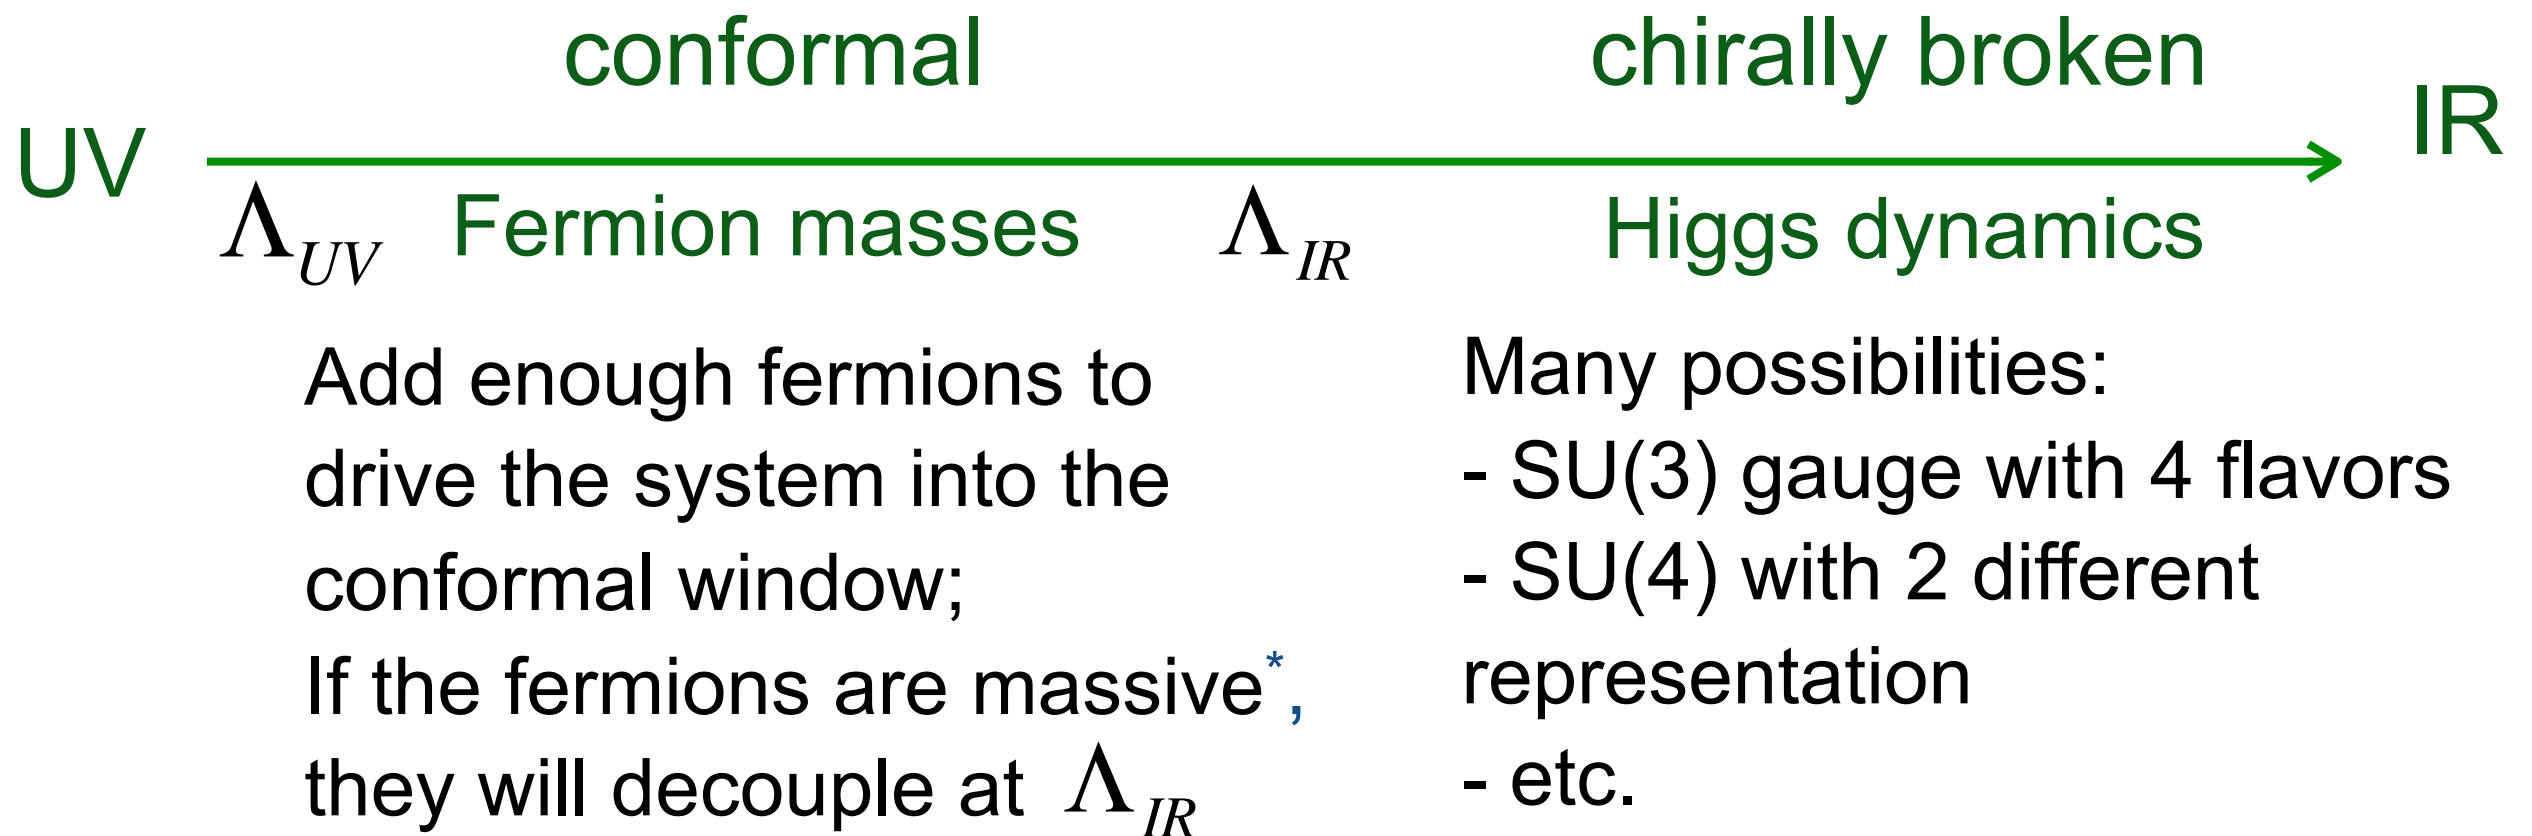 conformal chirally broken
UV IR
Λ_UV Fermion masses Λ_IR Higgs dynamics
Add enough fermions to
drive the system into the
conformal window;
If the fermions are massive*,
they will decouple at Λ_IR
Many possibilities:
- SU(3) gauge with 4 flavors
- SU(4) with 2 different
representation
- etc.